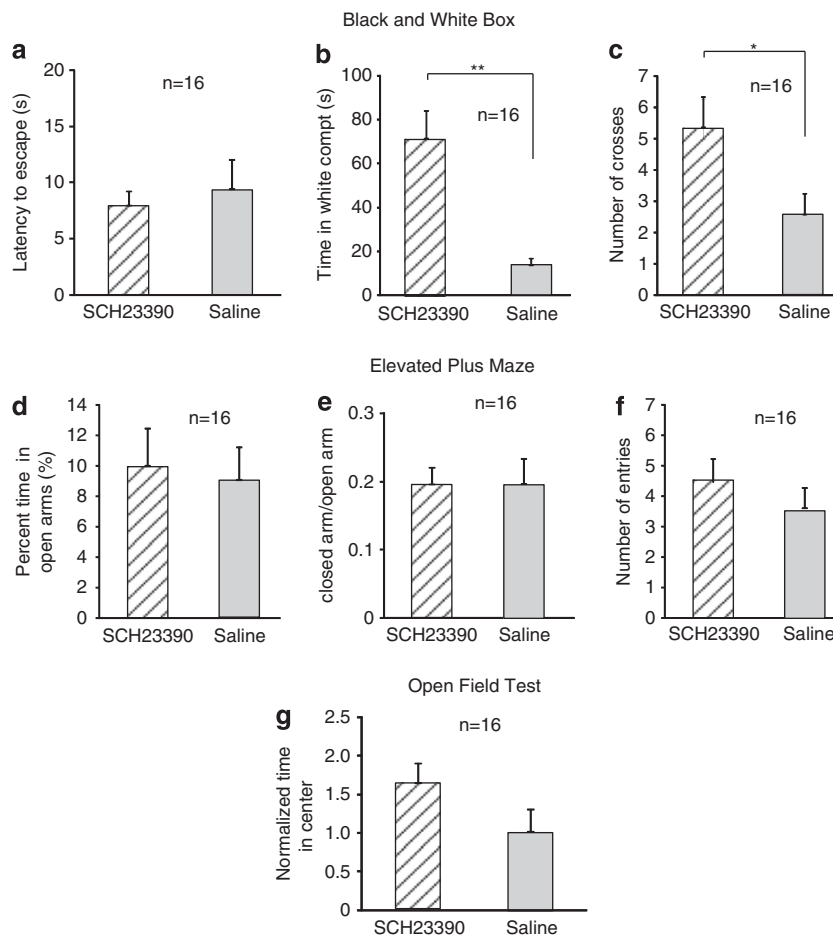 Black and White Box
a
Latency to escape (s)
20
15
10
5
0
n=16
SCH23390
Saline
b
Time in white compt (s)
100
80
60
40
20
0
**
n=16
SCH23390
Saline
c
Number of crosses
7
6
5
4
3
2
1
0
*
n=16
SCH23390
Saline
Elevated Plus Maze
d
Percent time in
open arms (%)
14
12
10
8
6
4
2
0
n=16
SCH23390
Saline
e
closed arm/open arm
0.3
0.2
0.1
0
n=16
SCH23390
Saline
f
Number of entries
7
6
5
4
3
2
1
0
n=16
SCH23390
Saline
Open Field Test
g
Normalized time
in center
2.5
2.0
1.5
1.0
0.5
0
n=16
SCH23390
Saline